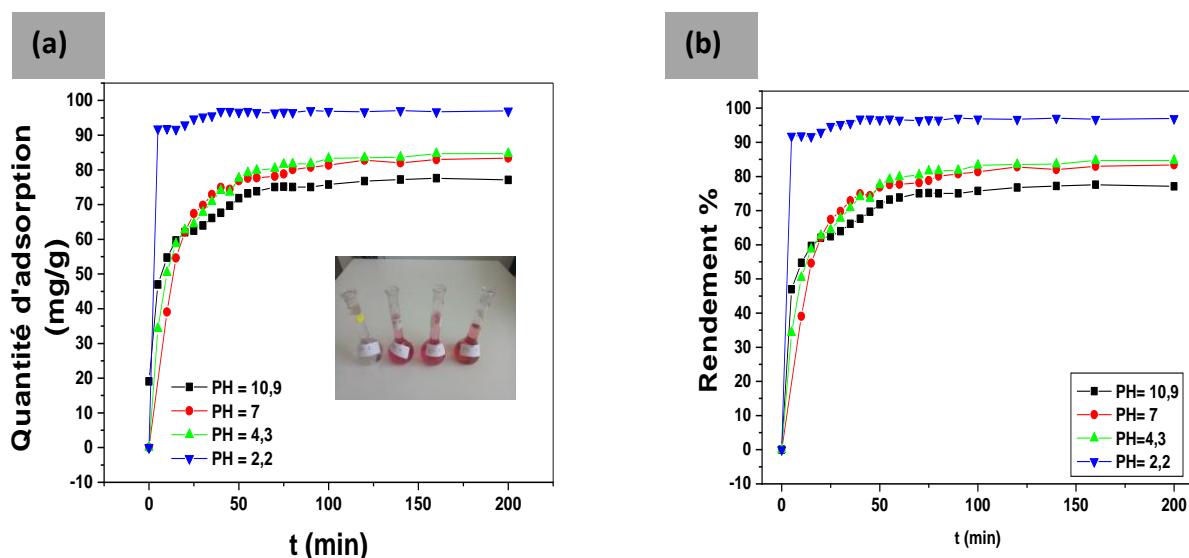 (a)
Quantité d'adsorption
(mg/g)
100
90
80
70
60
50
40
30
20
10
0
-10
PH = 10,9
PH = 7
PH = 4,3
PH = 2,2
0
50
100
150
200
t (min)
(b)
Rendement %
100
90
80
70
60
50
40
30
20
10
0
-10
PH = 10,9
PH= 7
PH=4,3
PH= 2,2
0
50
100
150
200
t (min)